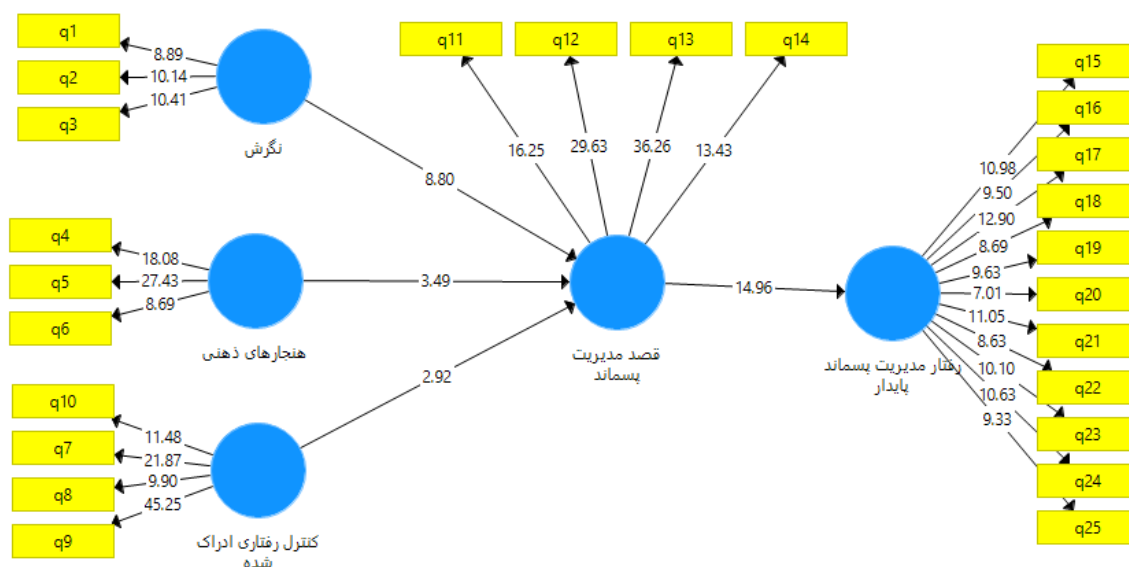 q1
q2
q3
8.89
10.14
10.41
نگرش
8.80
q4
q5
q6
18.08
27.43
8.69
هنجارهای ذهنی
3.49
q10
q7
q8
q9
11.48
21.87
9.90
45.25
کنترل رفتاری ادراک
شده
2.92
q11
q12
q13
q14
16.25
29.63
36.26
13.43
قصد مدیریت
پسماند
14.96
رفتار مدیریت پسماند
پایدار
10.98
9.50
12.90
8.69
9.63
7.01
11.05
8.63
10.10
10.63
9.33
q15
q16
q17
q18
q19
q20
q21
q22
q23
q24
q25